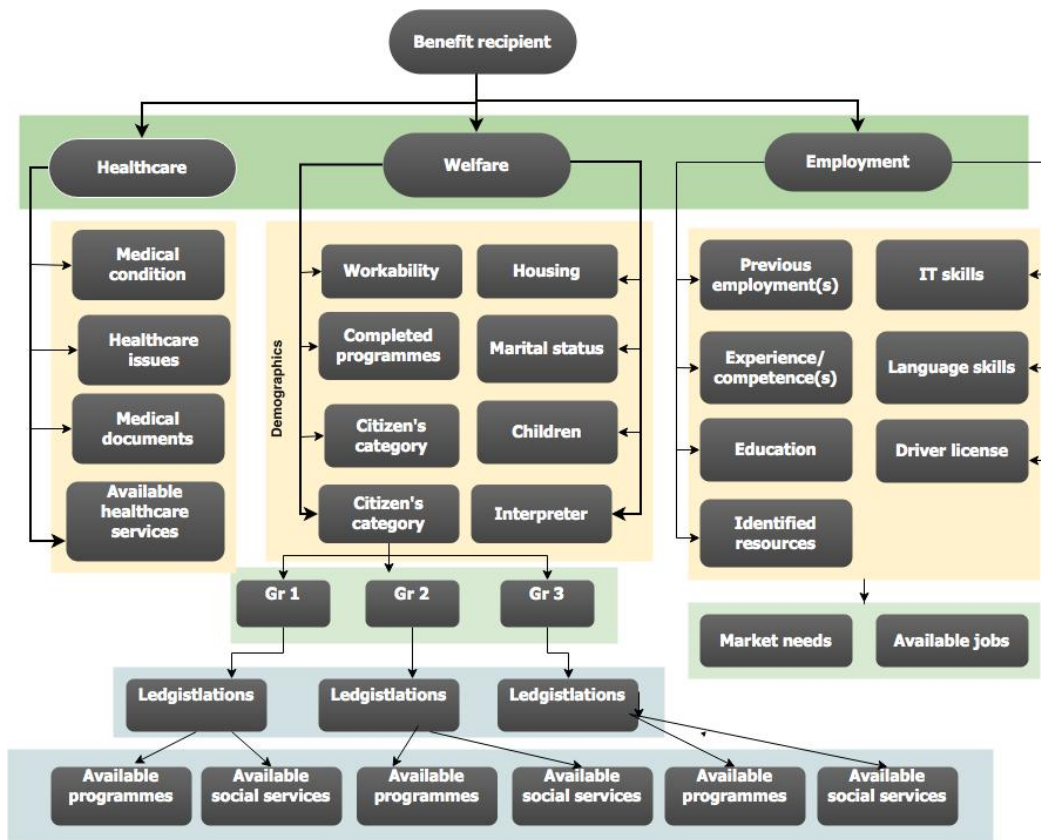 Benefit recipient
Healthcare
Welfare
Employment
Medical
condition
Healthcare
issues
Medical
documents
Available
healthcare
services
Demographics
Workability
Housing
Completed
programmes
Marital status
Citizen's
category
Children
Citizen's
category
Interpreter
Previous
employment(s)
IT skills
Experience/
competence(s)
Language skills
Education
Driver license
Identified
resources
Gr 1
Gr 2
Gr 3
Market needs
Available jobs
Ledgistlations
Ledgistlations
Ledgistlations
Available
programmes
Available
social services
Available
programmes
Available
social services
Available
programmes
Available
social services